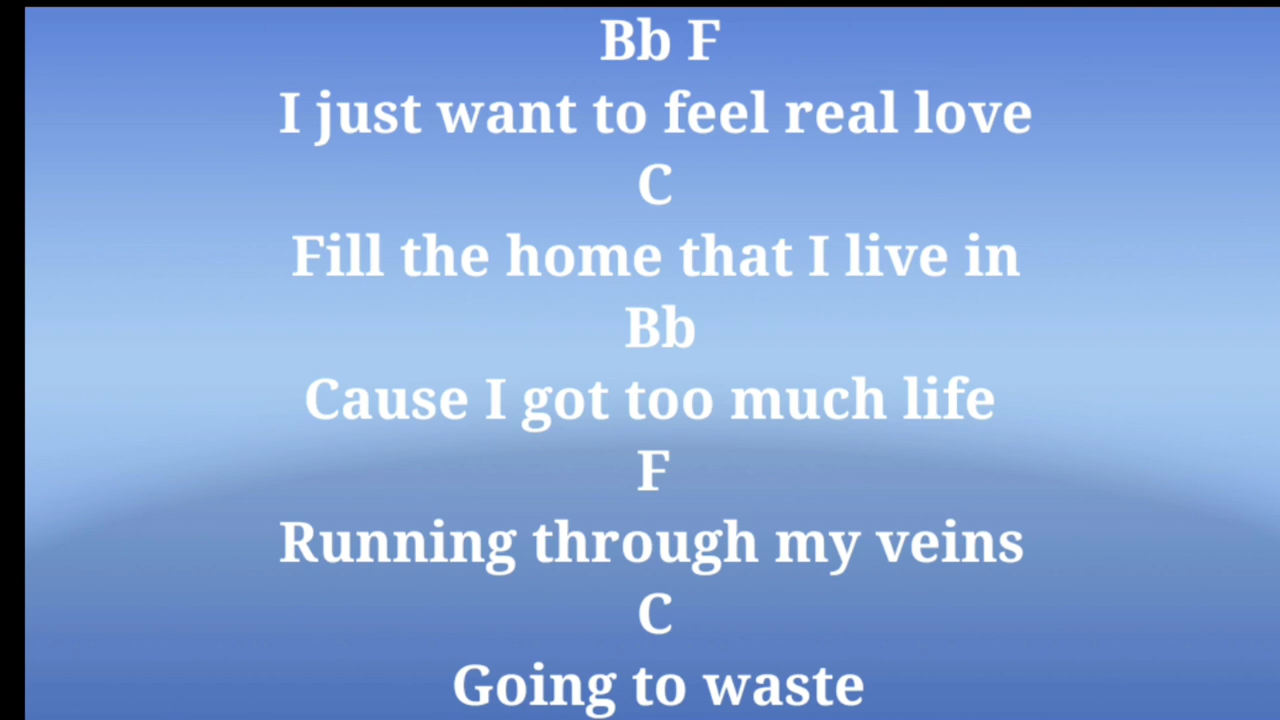 Bb F
I just want to feel real love
C
Fill the home that I live in
Bb
Cause I got too much life
F
Running through my veins
C
Going to waste